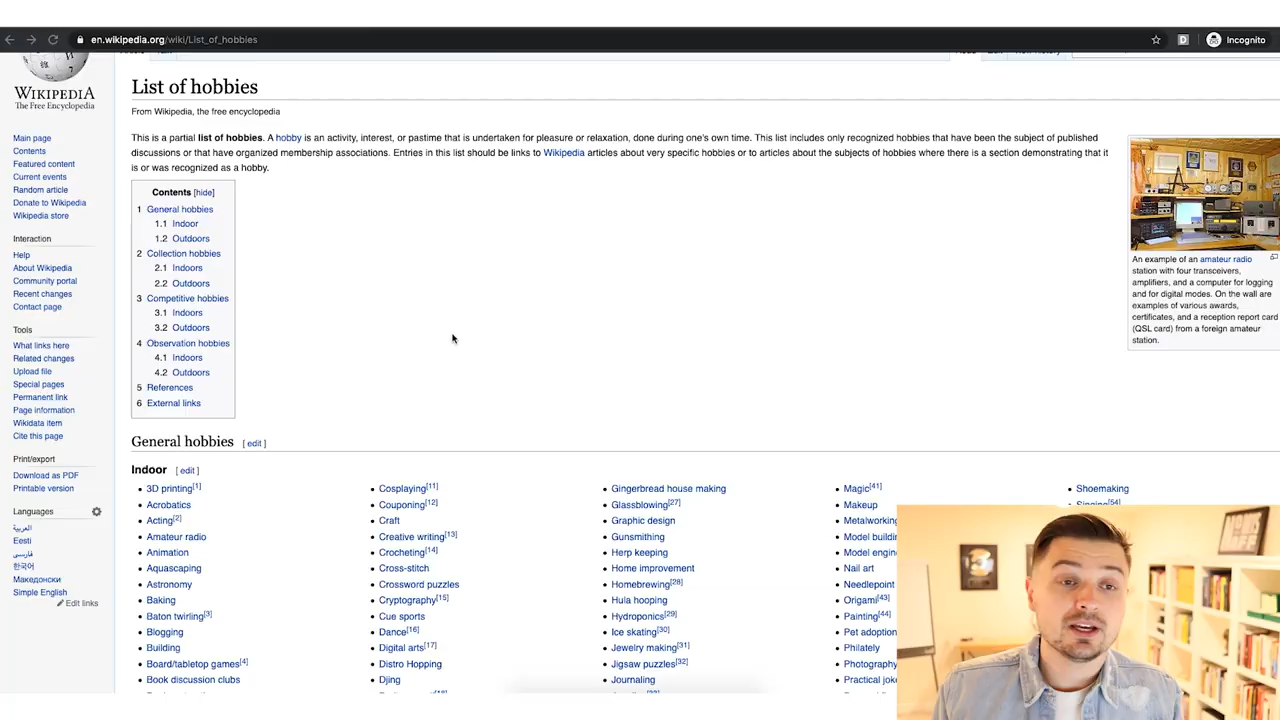 en.wikipedia.org/wiki/List_of_hobbies
Incognito
WIKIPEDIA
The Free Encyclopedia
Main page
Contents
Featured content
Current events
Random article
Donate to Wikipedia
Wikipedia store
Interaction
Help
About Wikipedia
Community portal
Recent changes
Contact page
Tools
What links here
Related changes
Upload file
Special pages
Permanent link
Page information
Wikidata item
Cite this page
Print/export
Download as PDF
Printable version
Languages
العربية
Eesti
فارسی
한국어
Македонски
Simple English
Edit links
List of hobbies
From Wikipedia, the free encyclopedia
This is a partial list of hobbies. A hobby is an activity, interest, or pastime that is undertaken for pleasure or relaxation, done during one's own time. This list includes only recognized hobbies that have been the subject of published
discussions or that have organized membership associations. Entries in this list should be links to Wikipedia articles about very specific hobbies or to articles about the subjects of hobbies where there is a section demonstrating that it
is or was recognized as a hobby.
Contents [hide]
1 General hobbies
1.1 Indoor
1.2 Outdoors
2 Collection hobbies
2.1 Indoors
2.2 Outdoors
3 Competitive hobbies
3.1 Indoors
3.2 Outdoors
4 Observation hobbies
4.1 Indoors
4.2 Outdoors
5 References
6 External links
An example of an amateur radio
station with four transceivers,
amplifiers, and a computer for logging
and for digital modes. On the wall are
examples of various awards,
certificates, and a reception report card
(QSL card) from a foreign amateur
station.
General hobbies [ edit ]
Indoor [ edit ]
• 3D printing[1]
• Acrobatics
• Acting[2]
• Amateur radio
• Animation
• Aquascaping
• Astronomy
• Baking
• Baton twirling[3]
• Blogging
• Building
• Board/tabletop games[4]
• Book discussion clubs
• Cosplaying[11]
• Couponing[12]
• Craft
• Creative writing[13]
• Crocheting[14]
• Cross-stitch
• Crossword puzzles
• Cryptography[15]
• Cue sports
• Dance[16]
• Digital arts[17]
• Distro Hopping
• Djing
• Gingerbread house making
• Glassblowing[27]
• Graphic design
• Gunsmithing
• Herp keeping
• Home improvement
• Homebrewing[28]
• Hula hooping
• Hydroponics[29]
• Ice skating[30]
• Jewelry making[31]
• Jigsaw puzzles[32]
• Journaling
• Magic[41]
• Makeup
• Metalworking
• Model buildin
• Model engin
• Nail art
• Needlepoint
• Origami[43]
• Painting[44]
• Pet adoption
• Philately
• Photography
• Practical joke
• Shoemaking
• Singing[54]